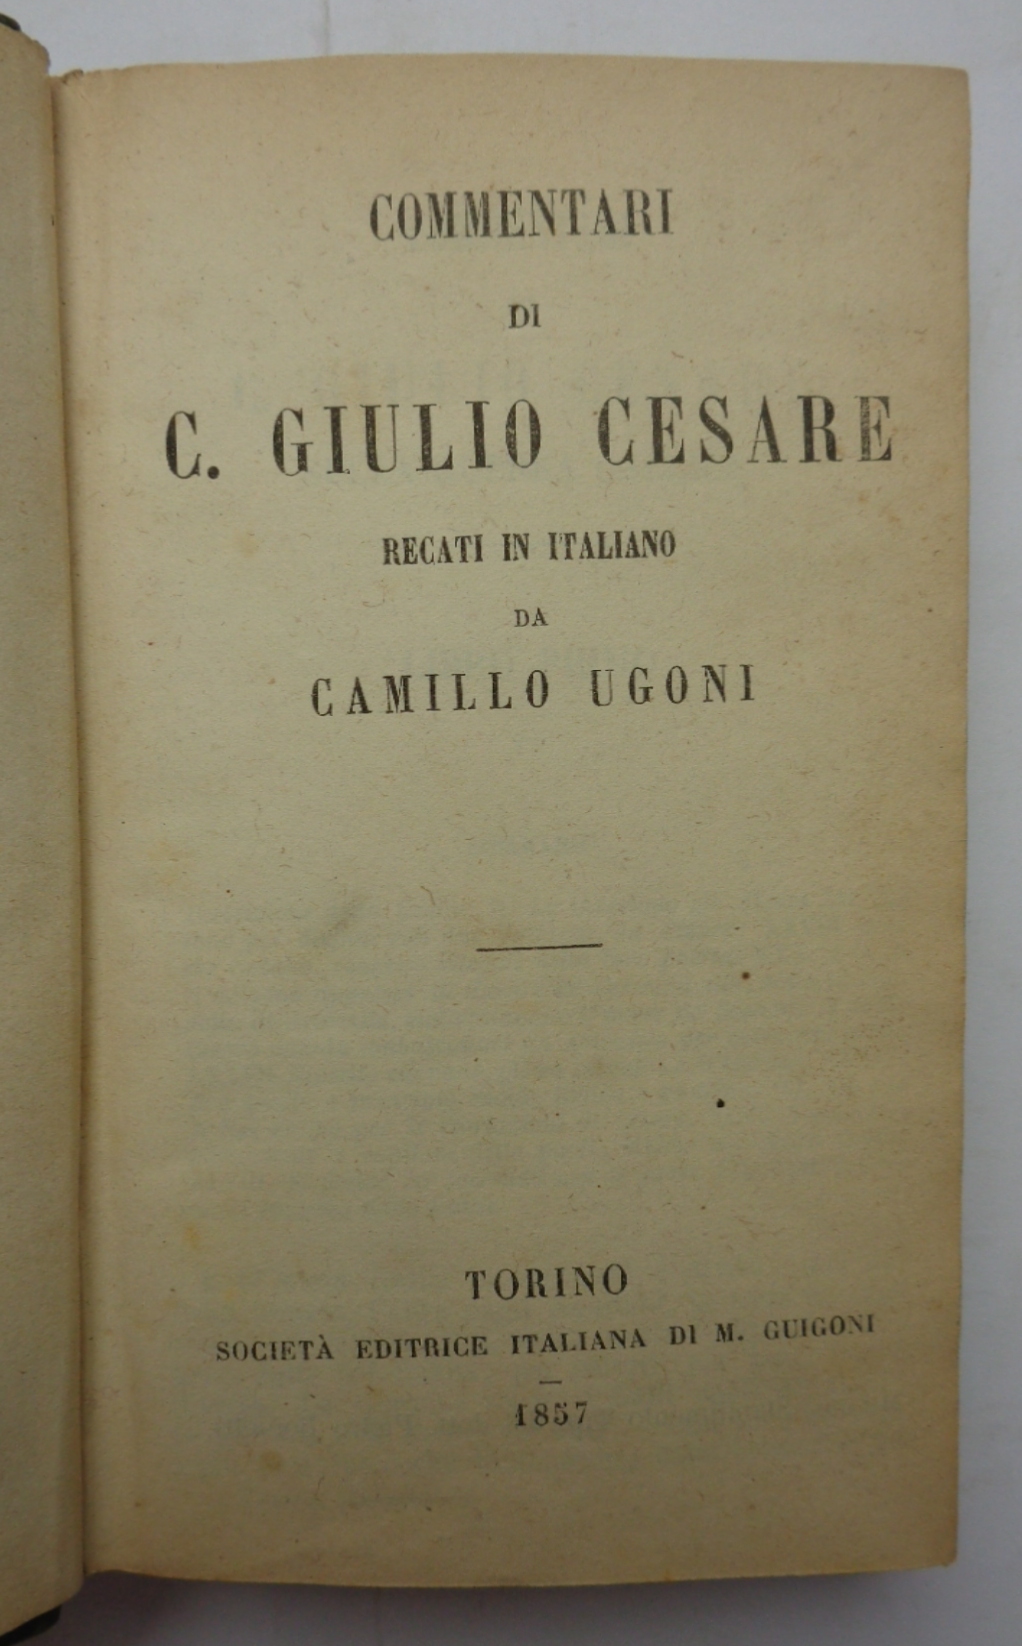 COMMENTARI
DI
C. GIULIO CESARE
RECATI IN ITALIANO
DA
CAMILLO UGONI
TORINO
SOCIETÀ EDITRICE ITALIANA DI M. GUIGONI
1857